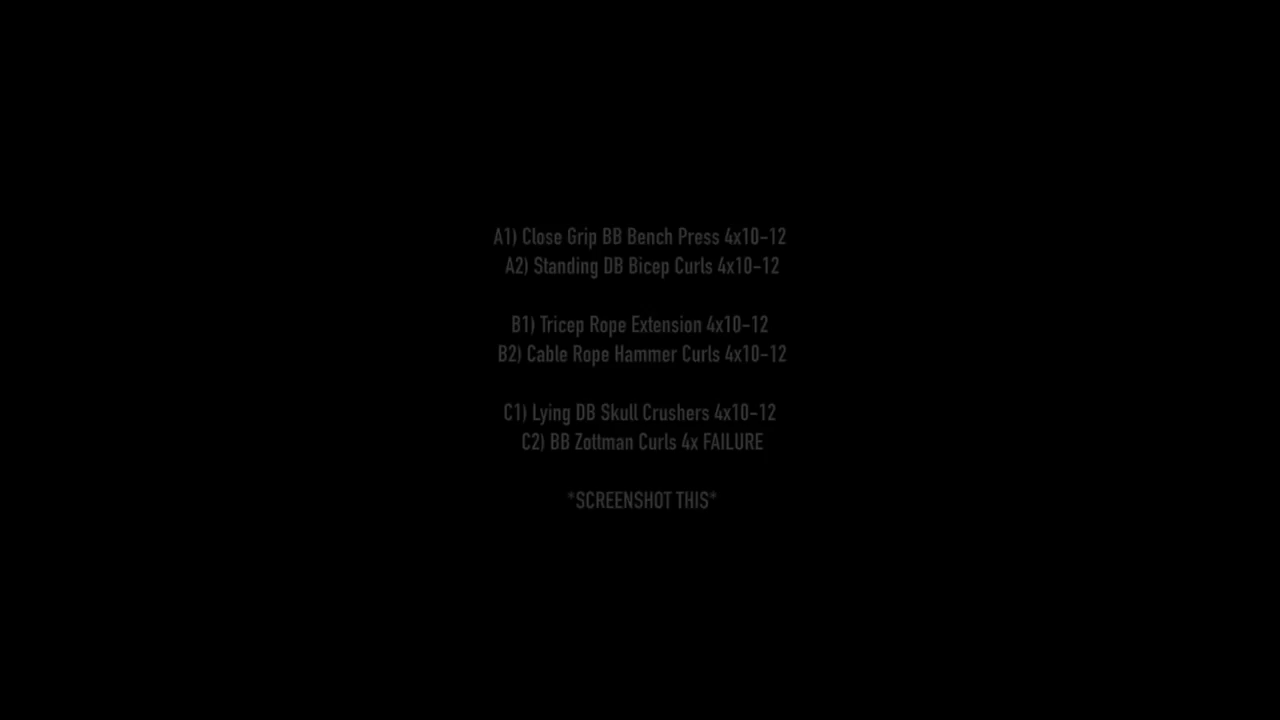 A1) Close Grip BB Bench Press 4x10-12
A2) Standing DB Bicep Curls 4x10-12
B1) Tricep Rope Extension 4x10-12
B2) Cable Rope Hammer Curls 4x10-12
C1) Lying DB Skull Crushers 4x10-12
C2) BB Zottman Curls 4x FAILURE
*SCREENSHOT THIS*